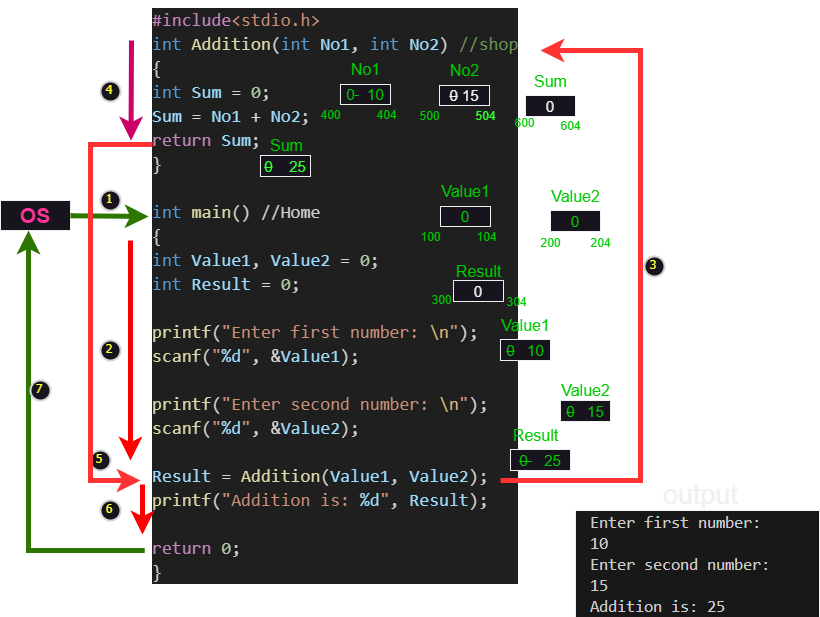 #include<stdio.h>
int Addition(int No1, int No2) //shop
{
No1
No2
Sum
4
int Sum = 0;
0- 10
0 15
0
Sum = No1 + No2;
400 404
500 504
600 604
return Sum;
Sum
}
0 25
1
Value1
Value2
OS
int main() //Home
0
0
{
100 104
200 204
int Value1, Value2 = 0;
3
Result
int Result = 0;
300
0
304
Value1
printf("Enter first number: \n");
2
scanf("%d", &Value1);
0 10
7
Value2
printf("Enter second number: \n");
0 15
scanf("%d", &Value2);
Result
5
0- 25
Result = Addition(Value1, Value2);
6
printf("Addition is: %d", Result);
output
return 0;
}
Enter first number:
10
Enter second number:
15
Addition is: 25